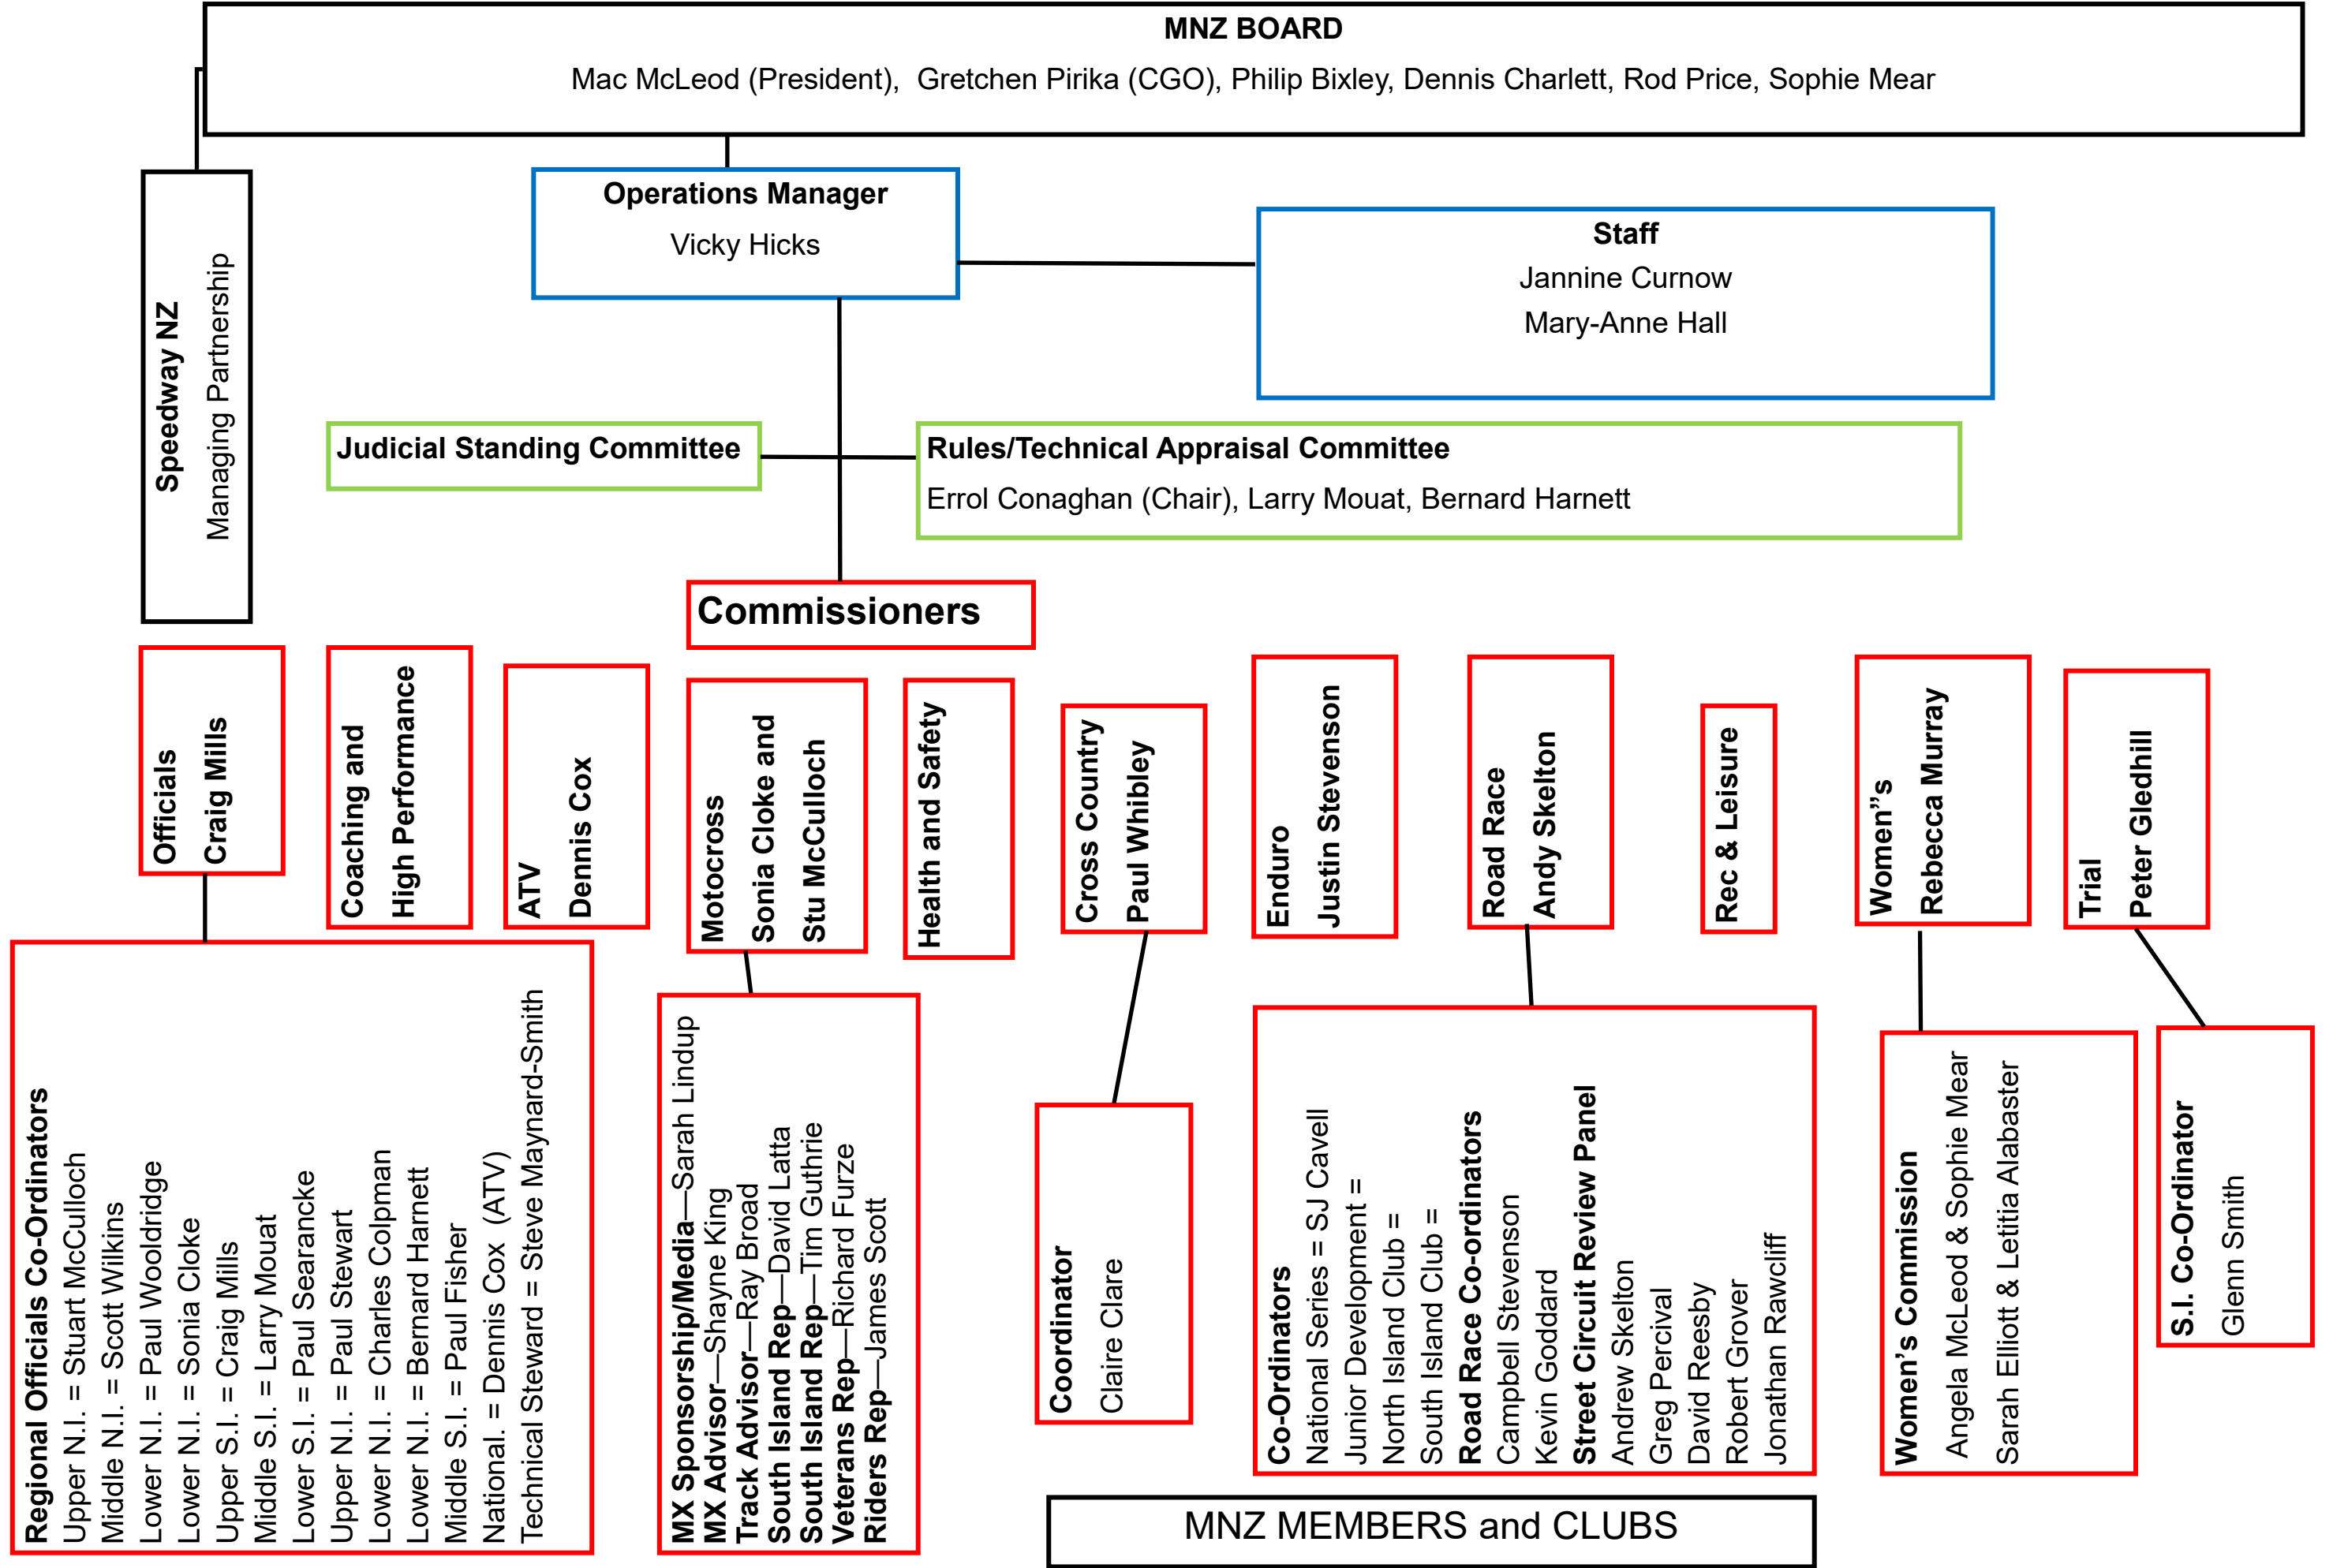 MNZ BOARD
Mac McLeod (President), Gretchen Pirika (CGO), Philip Bixley, Dennis Charlett, Rod Price, Sophie Mear
Speedway NZ
Managing Partnership
Operations Manager
Vicky Hicks
Staff
Jannine Curnow
Mary-Anne Hall
Judicial Standing Committee
Rules/Technical Appraisal Committee
Errol Conaghan (Chair), Larry Mouat, Bernard Harnett
Commissioners
Officials
Craig Mills
Coaching and
High Performance
ATV
Dennis Cox
Motocross
Sonia Cloke and
Stu McCulloch
Health and Safety
Cross Country
Paul Whibley
Enduro
Justin Stevenson
Road Race
Andy Skelton
Rec & Leisure
Women"s
Rebecca Murray
Trial
Peter Gledhill
Regional Officials Co-Ordinators
Upper N.I. = Stuart McCulloch
Middle N.I. = Scott Wilkins
Lower N.I. = Paul Wooldridge
Lower N.I. = Sonia Cloke
Upper S.I. = Craig Mills
Middle S.I. = Larry Mouat
Lower S.I. = Paul Searancke
Upper N.I. = Paul Stewart
Lower N.I. = Charles Colpman
Lower N.I. = Bernard Harnett
Middle S.I. = Paul Fisher
National. = Dennis Cox (ATV)
Technical Steward = Steve Maynard-Smith
MX Sponsorship/Media—Sarah Lindup
MX Advisor—Shayne King
Track Advisor—Ray Broad
South Island Rep—David Latta
South Island Rep—Tim Guthrie
Veterans Rep—Richard Furze
Riders Rep—James Scott
Coordinator
Claire Clare
Co-Ordinators
National Series = SJ Cavell
Junior Development =
North Island Club =
South Island Club =
Road Race Co-ordinators
Campbell Stevenson
Kevin Goddard
Street Circuit Review Panel
Andrew Skelton
Greg Percival
David Reesby
Robert Grover
Jonathan Rawcliff
Women's Commission
Angela McLeod & Sophie Mear
Sarah Elliott & Letitia Alabaster
S.I. Co-Ordinator
Glenn Smith
MNZ MEMBERS and CLUBS